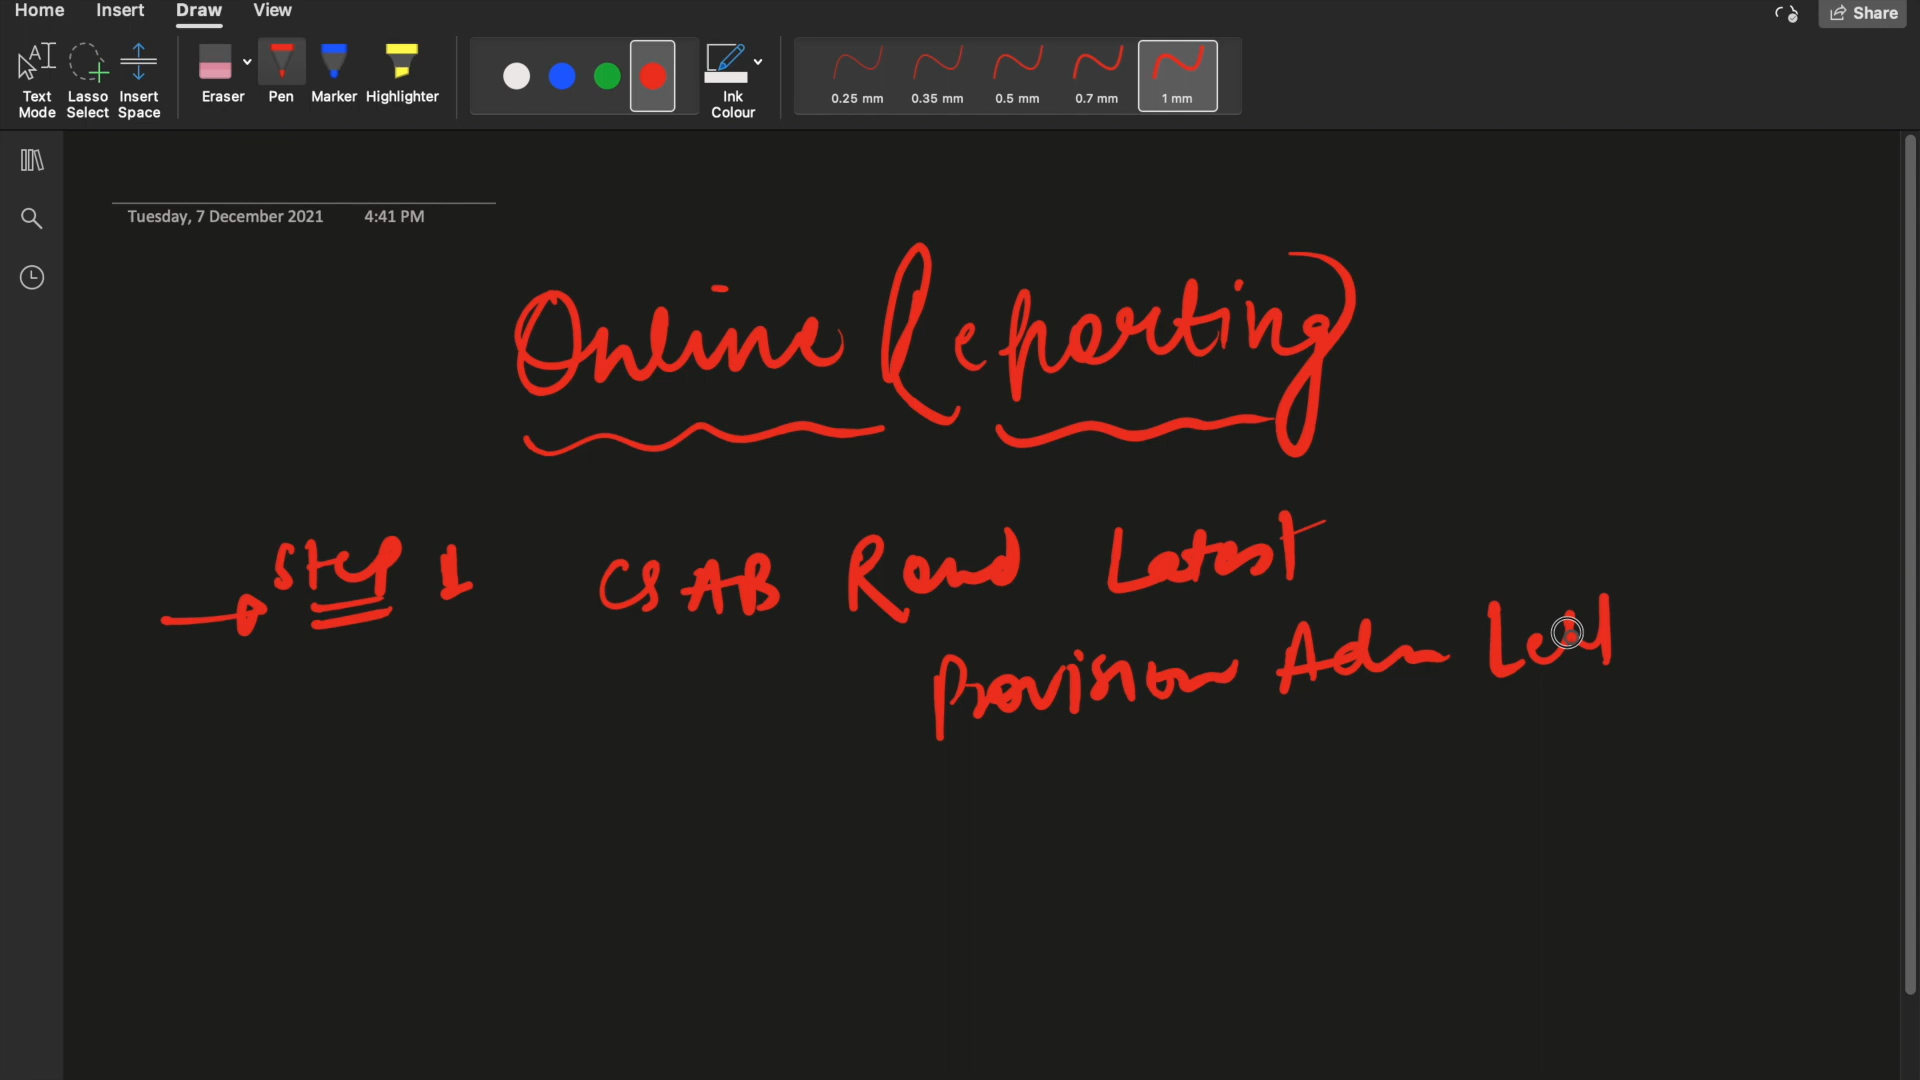 Home Insert Draw View
Share
Text Mode Lasso Select Insert Space Eraser Pen Marker Highlighter Ink Colour 0.25 mm 0.35 mm 0.5 mm 0.7 mm 1 mm
Tuesday, 7 December 2021 4:41 PM
Online Reporting
Step 1 CSAB Latest
Provision Adm